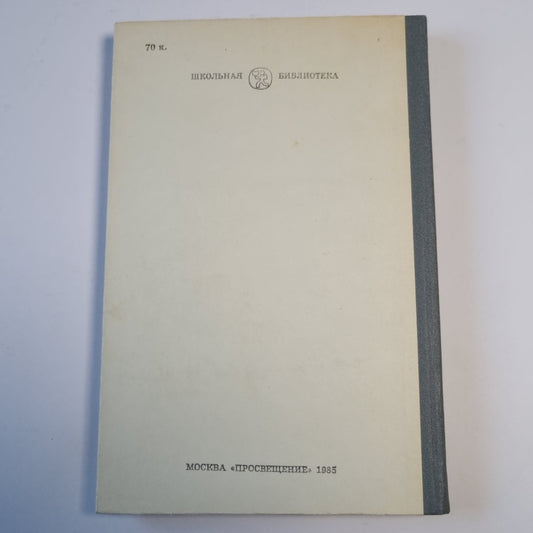 70 к.
ШКОЛЬНАЯ БИБЛИОТЕКА
МОСКВА «ПРОСВЕЩЕНИЕ» 1985